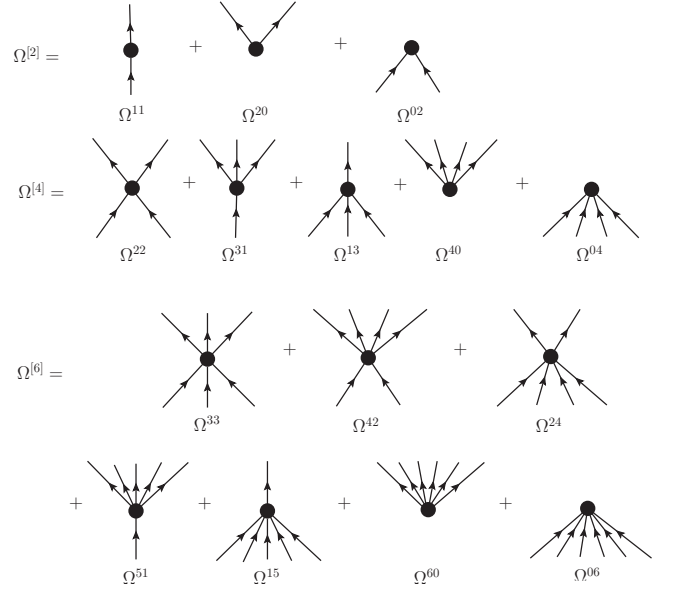 Ω^{[2]} = + +
Ω^{11} Ω^{20} Ω^{02}
Ω^{[4]} = + + + +
Ω^{22} Ω^{31} Ω^{13} Ω^{40} Ω^{04}
Ω^{[6]} = + +
Ω^{33} Ω^{42} Ω^{24}
+ + + +
Ω^{51} Ω^{15} Ω^{60} Ω^{06}